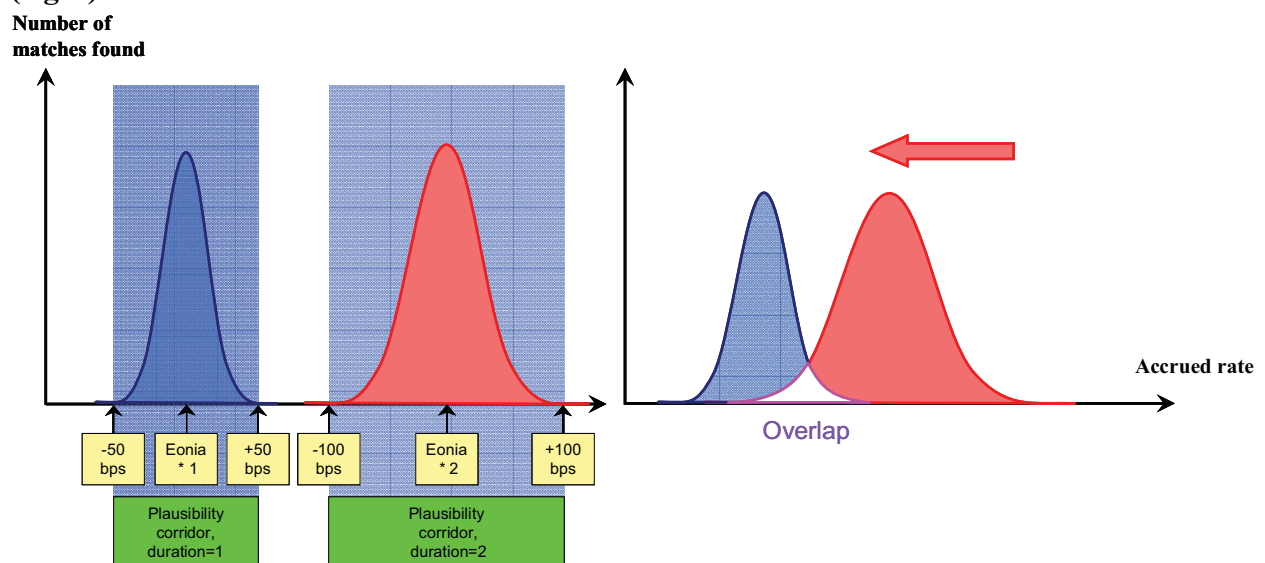 Number of
matches found
-50
bps
Eonia
* 1
+50
bps
-100
bps
Eonia
* 2
+100
bps
Plausibility
corridor,
duration=1
Plausibility
corridor,
duration=2
Accrued rate
Overlap